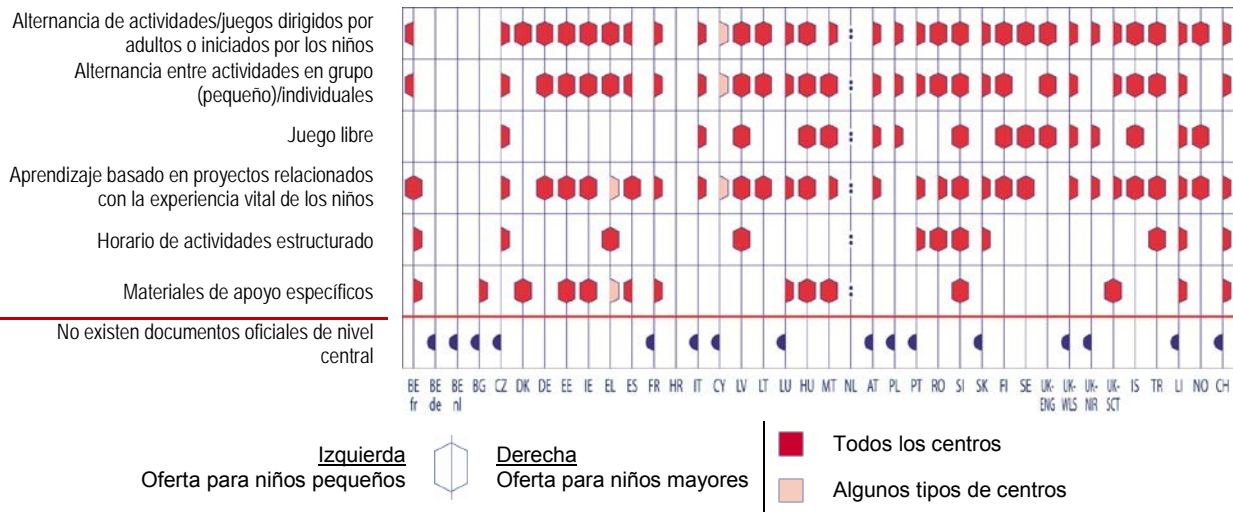 Alternancia de actividades/juegos dirigidos por
adultos o iniciados por los niños
Alternancia entre actividades en grupo
(pequeño)/individuales
Juego libre
Aprendizaje basado en proyectos relacionados
con la experiencia vital de los niños
Horario de actividades estructurado
Materiales de apoyo específicos
No existen documentos oficiales de nivel
central
BE BE BE BG CZ DK DE EE IE EL ES FR HR IT CY LV LT LU HU MT NL AT PL PT RO SI SK FI SE UK- UK- UK- UK- IS TR LI NO CH
fr de nl ENG WLS NIR SCT
Izquierda
Oferta para niños pequeños
Derecha
Oferta para niños mayores
Todos los centros
Algunos tipos de centros